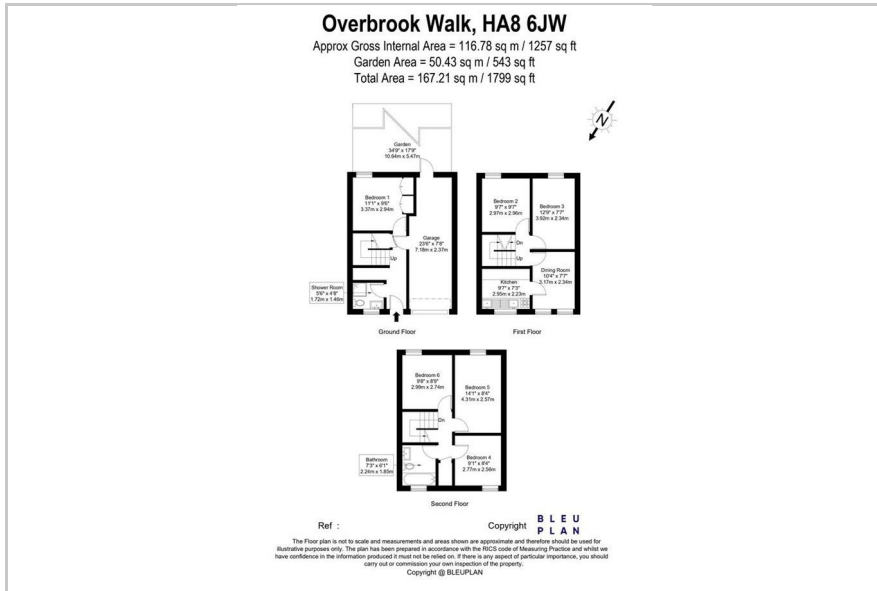 Overbrook Walk, HA8 6JW
Approx Gross Internal Area = 116.78 sq m / 1257 sq ft
Garden Area = 50.43 sq m / 543 sq ft
Total Area = 167.21 sq m / 1799 sq ft
N
Garden
34'9" x 17'9"
10.64m x 5.47m
Bedroom 1
11'1" x 9'6"
3.37m x 2.94m
Garage
23'6" x 7'8"
7.18m x 2.37m
Up
Shower Room
5'6" x 4'8"
1.72m x 1.46m
Ground Floor
Bedroom 2
9'7" x 9'7"
2.97m x 2.96m
Bedroom 3
12'9" x 7'7"
3.92m x 2.34m
Dn
Up
Kitchen
9'7" x 7'3"
2.95m x 2.23m
Dining Room
10'4" x 7'7"
3.17m x 2.34m
First Floor
Bedroom 6
9'8" x 8'9"
2.99m x 2.74m
Bedroom 5
14'1" x 8'4"
4.31m x 2.57m
Dn
Bathroom
7'3" x 6'1"
2.24m x 1.85m
Bedroom 4
9'1" x 8'4"
2.77m x 2.56m
Second Floor
Ref :
Copyright
BLEU
PLAN
The Floor plan is not to scale and measurements and areas shown are approximate and therefore should be used for
illustrative purposes only. The plan has been prepared in accordance with the RICS code of Measuring Practice and whilst we
have confidence in the information produced it must not be relied on. If there is any aspect of particular importance, you should
carry out or commission your own inspection of the property.
Copyright @ BLEUPLAN